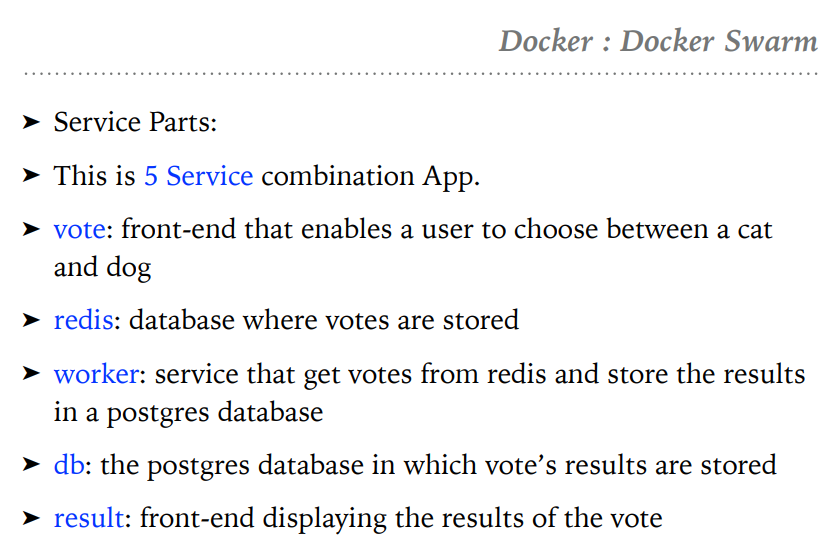 Docker : Docker Swarm
➤ Service Parts:
➤ This is 5 Service combination App.
➤ vote: front-end that enables a user to choose between a cat
and dog
➤ redis: database where votes are stored
➤ worker: service that get votes from redis and store the results
in a postgres database
➤ db: the postgres database in which vote’s results are stored
➤ result: front-end displaying the results of the vote